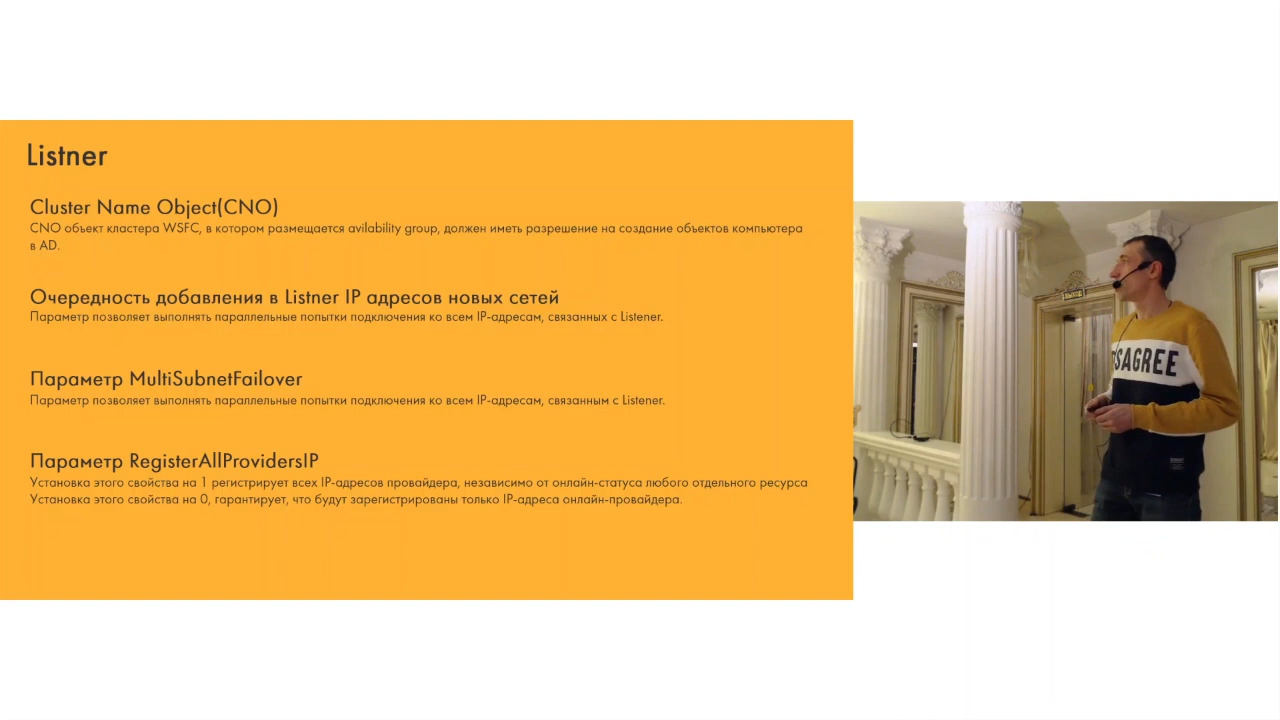 Listner
Cluster Name Object(CNO)
CNO объект кластера WSFC, в котором размещается avilability group, должен иметь разрешение на создание объектов компьютера
в AD.
Очередность добавления в Listner IP адресов новых сетей
Параметр позволяет выполнять параллельные попытки подключения ко всем IP-адресам, связанных с Listener.
Параметр MultiSubnetFailover
Параметр позволяет выполнять параллельные попытки подключения ко всем IP-адресам, связанным с Listener.
Параметр RegisterAllProvidersIP
Установка этого свойства на 1 регистрирует всех IP-адресов провайдера, независимо от онлайн-статуса любого отдельного ресурса
Установка этого свойства на 0, гарантирует, что будут зарегистрированы только IP-адреса онлайн-провайдера.
SAGREE